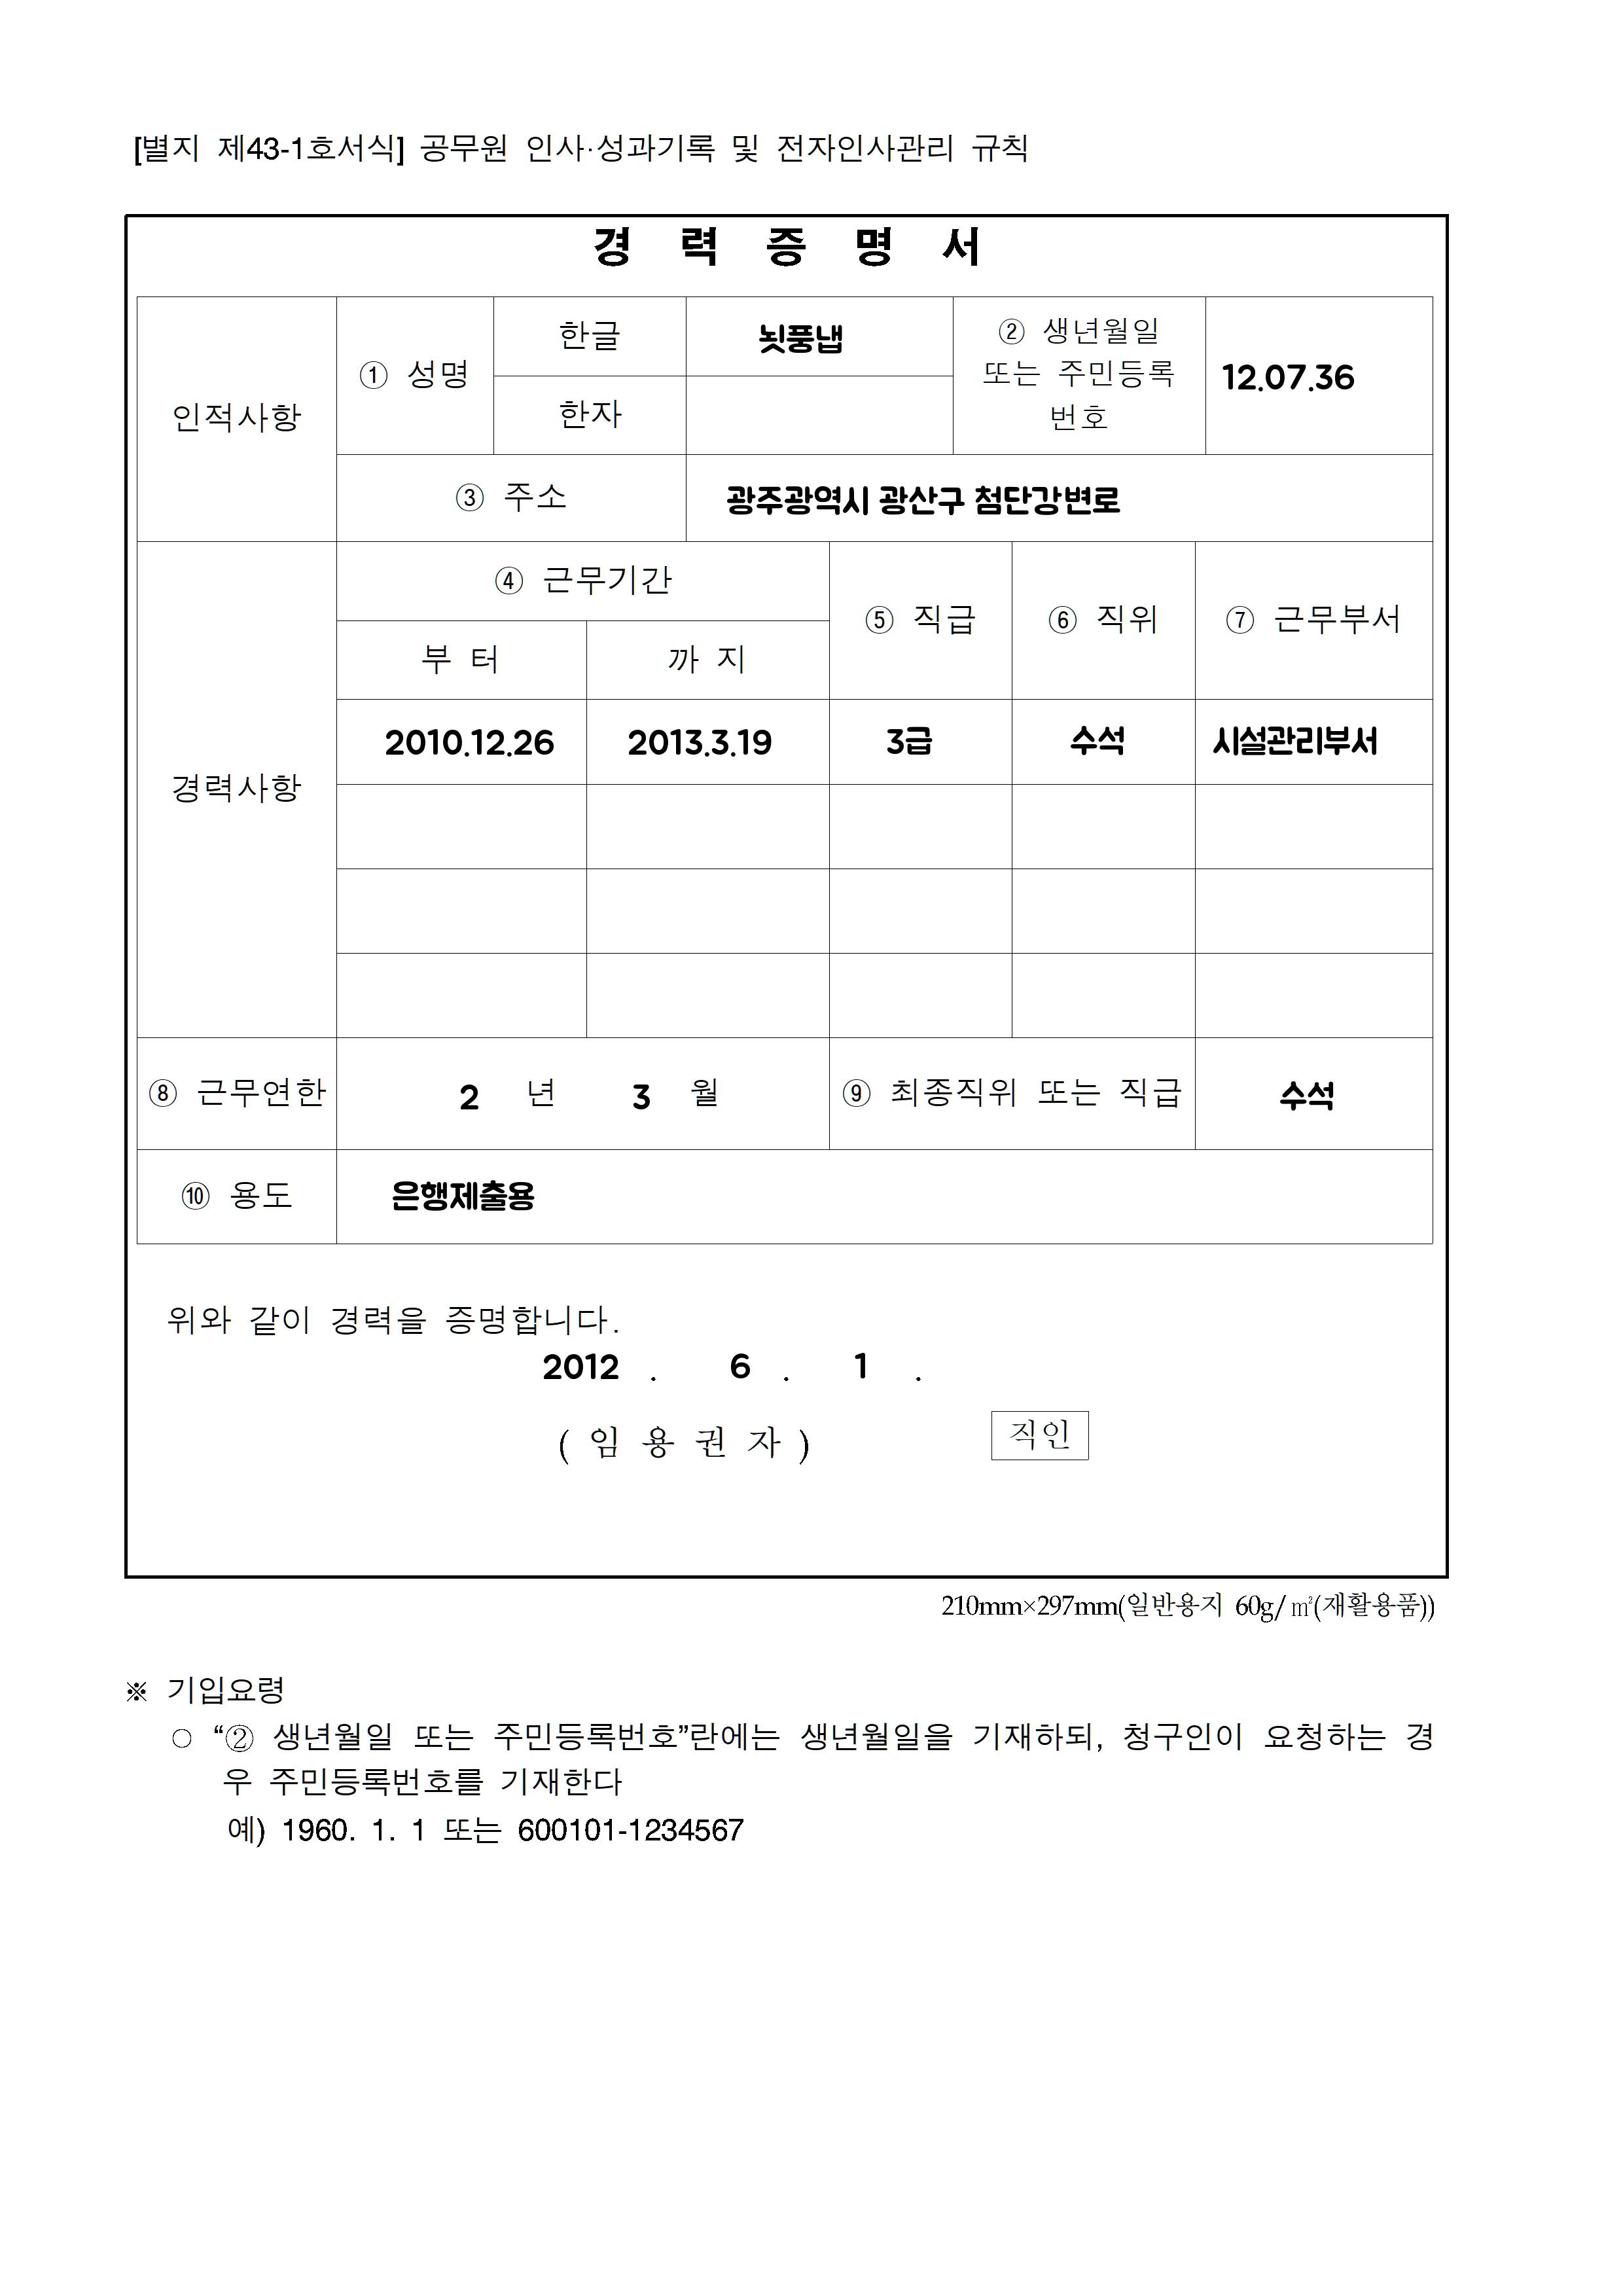 [별지 제43-1호서식] 공무원 인사·성과기록 및 전자인사관리 규칙
경 력 증 명 서
인적사항
① 성명
한글
뇟풍냅
② 생년월일
또는 주민등록
번호
12.07.36
한자
③ 주소
광주광역시 광산구 첨단강변로
경력사항
④ 근무기간
⑤ 직급
⑥ 직위
⑦ 근무부서
부 터
까 지
2010.12.26
2013.3.19
3급
수석
시설관리부서
⑧ 근무연한
2 년 3 월
⑨ 최종직위 또는 직급
수석
⑩ 용도
은행제출용
위와 같이 경력을 증명합니다.
2012 . 6 . 1 .
( 임 용 권 자 )
직인
210mm×297mm(일반용지 60g/㎡(재활용품))
※ 기입요령
○ “② 생년월일 또는 주민등록번호”란에는 생년월일을 기재하되, 청구인이 요청하는 경
우 주민등록번호를 기재한다
예) 1960. 1. 1 또는 600101-1234567